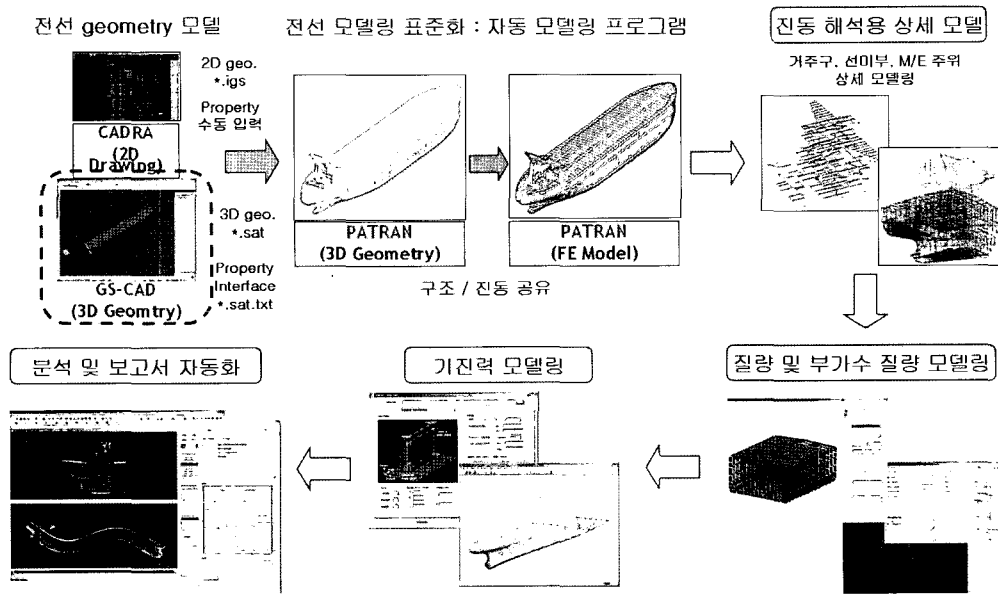 전선 geometry 모델
2D geo.
*.igs
Property
수동 입력
CADRA
(2D
Drawing)
3D geo.
*.sat
Property
Interface
*.sat.txt
GS-CAD
(3D Geomtry)
전선 모델링 표준화 : 자동 모델링 프로그램
PATRAN
(3D Geometry)
PATRAN
(FE Model)
구조 / 진동 공유
진동 해석용 상세 모델
거주구, 선미부, M/E 주위
상세 모델링
질량 및 부가수 질량 모델링
기진력 모델링
분석 및 보고서 자동화